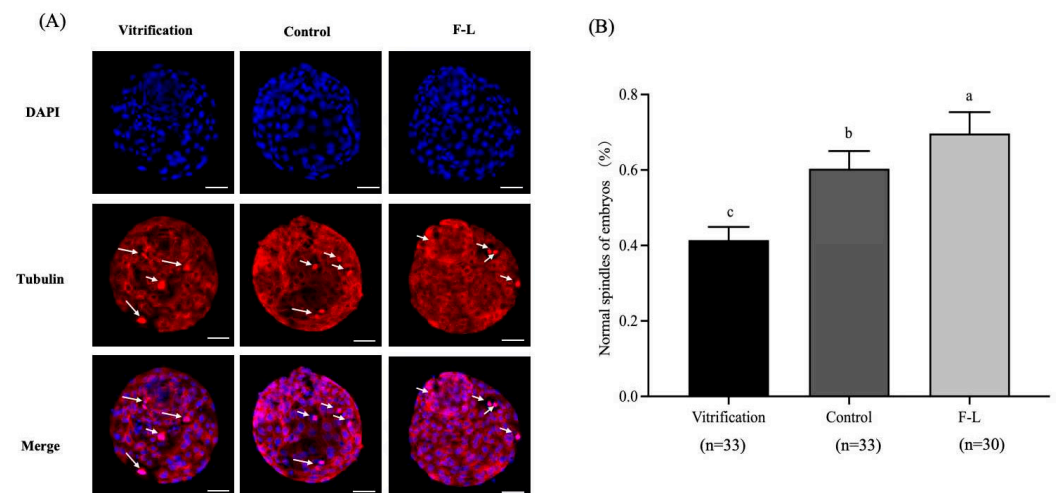 (A)
Vitrification Control F-L
DAPI
Tubulin
Merge
(B)
Normal spindles of embryos (%)
0.8
0.6
0.4
0.2
0.0
c
b
a
Vitrification Control F-L
(n=33) (n=33) (n=30)